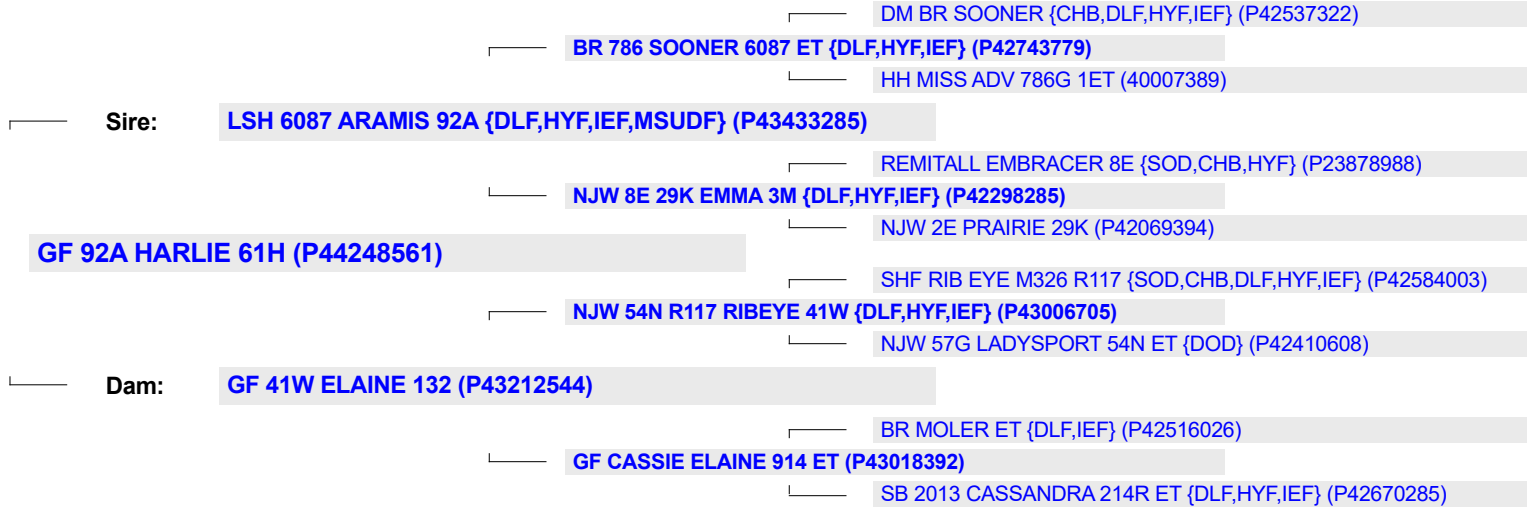 DM BR SOONER {CHB,DLF,HYF,IEF} (P42537322)
BR 786 SOONER 6087 ET {DLF,HYF,IEF} (P42743779)
HH MISS ADV 786G 1ET (40007389)
Sire: LSH 6087 ARAMIS 92A {DLF,HYF,IEF,MSUDF} (P43433285)
REMITALL EMBRACER 8E {SOD,CHB,HYF} (P23878988)
NJW 8E 29K EMMA 3M {DLF,HYF,IEF} (P42298285)
NJW 2E PRAIRIE 29K (P42069394)
GF 92A HARLIE 61H (P44248561)
SHF RIB EYE M326 R117 {SOD,CHB,DLF,HYF,IEF} (P42584003)
NJW 54N R117 RIBEYE 41W {DLF,HYF,IEF} (P43006705)
NJW 57G LADYSPORT 54N ET {DOD} (P42410608)
Dam: GF 41W ELAINE 132 (P43212544)
BR MOLER ET {DLF,IEF} (P42516026)
GF CASSIE ELAINE 914 ET (P43018392)
SB 2013 CASSANDRA 214R ET {DLF,HYF,IEF} (P42670285)